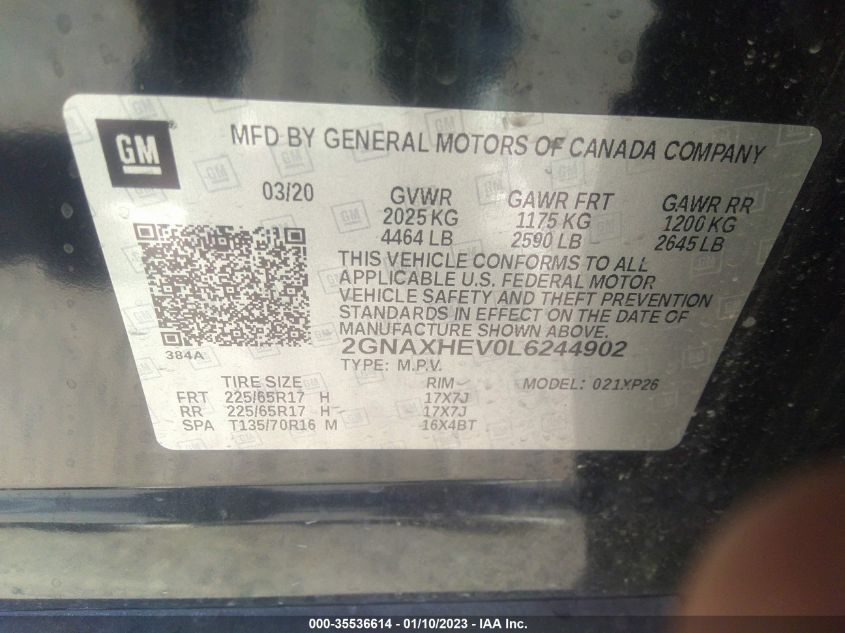 GM
MFD BY GENERAL MOTORS OF CANADA COMPANY
03/20 GVWR GAWR FRT GAWR RR
2025 KG 1175 KG 1200 KG
4464 LB 2590 LB 2645 LB
THIS VEHICLE CONFORMS TO ALL
APPLICABLE U.S. FEDERAL MOTOR
VEHICLE SAFETY AND THEFT PREVENTION
STANDARDS IN EFFECT ON THE DATE OF
MANUFACTURE SHOWN ABOVE.
384A 2GNAXHEV0L6244902
TYPE: M.P.V.
TIRE SIZE RIM MODEL: 021XP26
FRT 225/65R17 H 17X7J
RR 225/65R17 H 17X7J
SPA T135/70R16 M 16X4BT
000-35536614 - 01/10/2023 - IAA Inc.